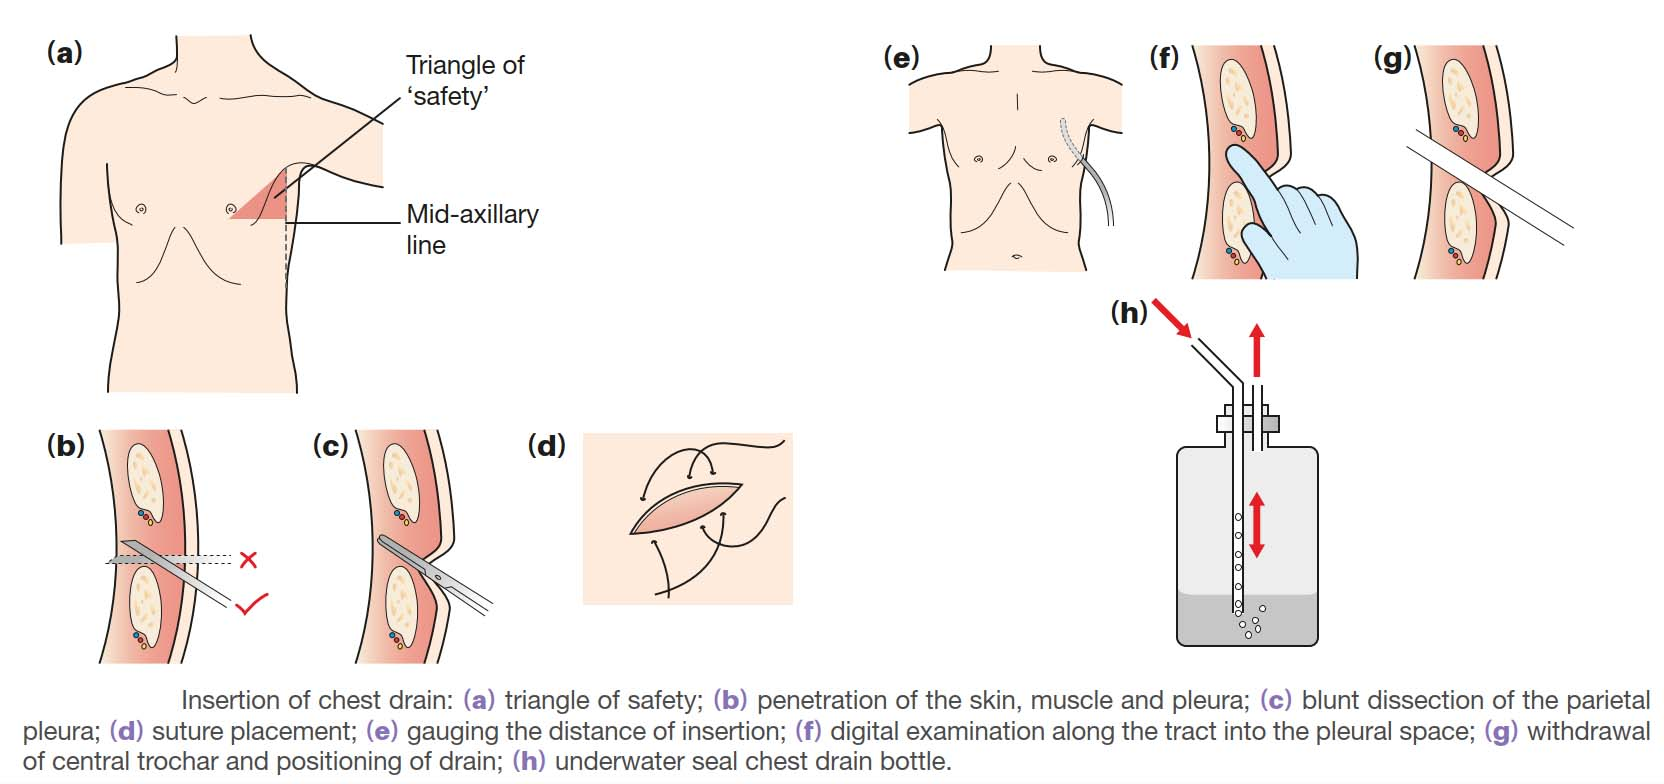 (a)
Triangle of
‘safety’
Mid-axillary
line
(b)
(c)
(d)
(e)
(f)
(g)
(h)
Insertion of chest drain: (a) triangle of safety; (b) penetration of the skin, muscle and pleura; (c) blunt dissection of the parietal
pleura; (d) suture placement; (e) gauging the distance of insertion; (f) digital examination along the tract into the pleural space; (g) withdrawal
of central trochar and positioning of drain; (h) underwater seal chest drain bottle.